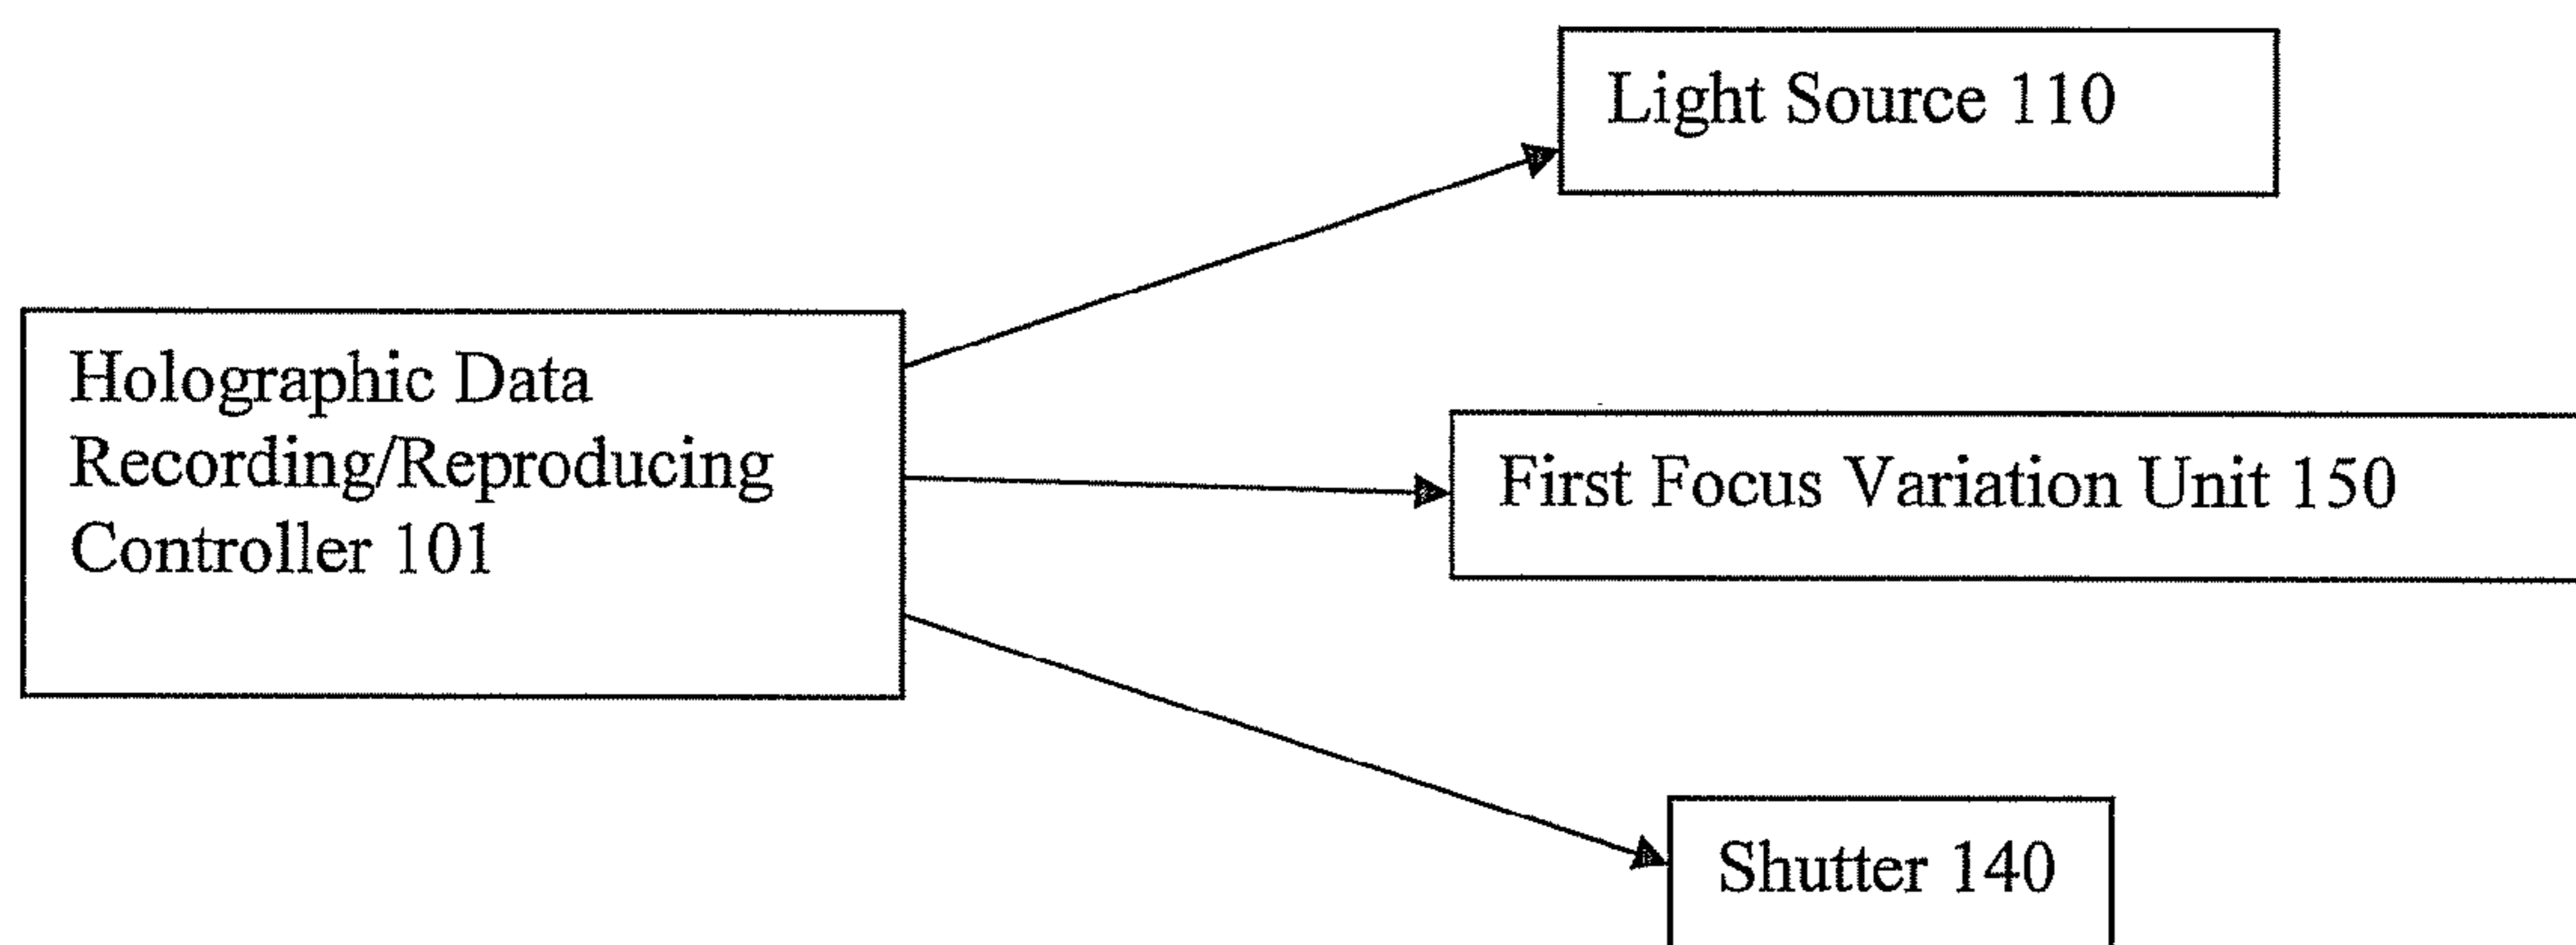 Light Source 110
Holographic Data
Recording/Reproducing
Controller 101
First Focus Variation Unit 150
Shutter 140